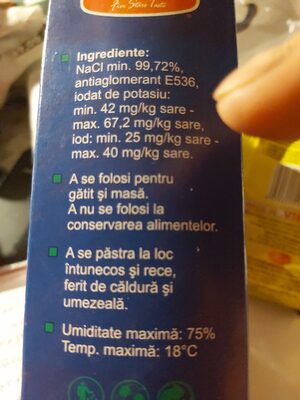 Five Stars Taste
Ingrediente:
NaCl min. 99,72%,
antiaglomerant E536,
iodat de potasiu:
min. 42 mg/kg sare -
max. 67,2 mg/kg sare,
iod: min. 25 mg/kg sare -
max. 40 mg/kg sare.
A se folosi pentru
gătit și masă.
A nu se folosi la
conservarea alimentelor.
A se păstra la loc
întunecos și rece,
ferit de căldură și
umezeală.
Umiditate maximă: 75%
Temp. maximă: 18°C